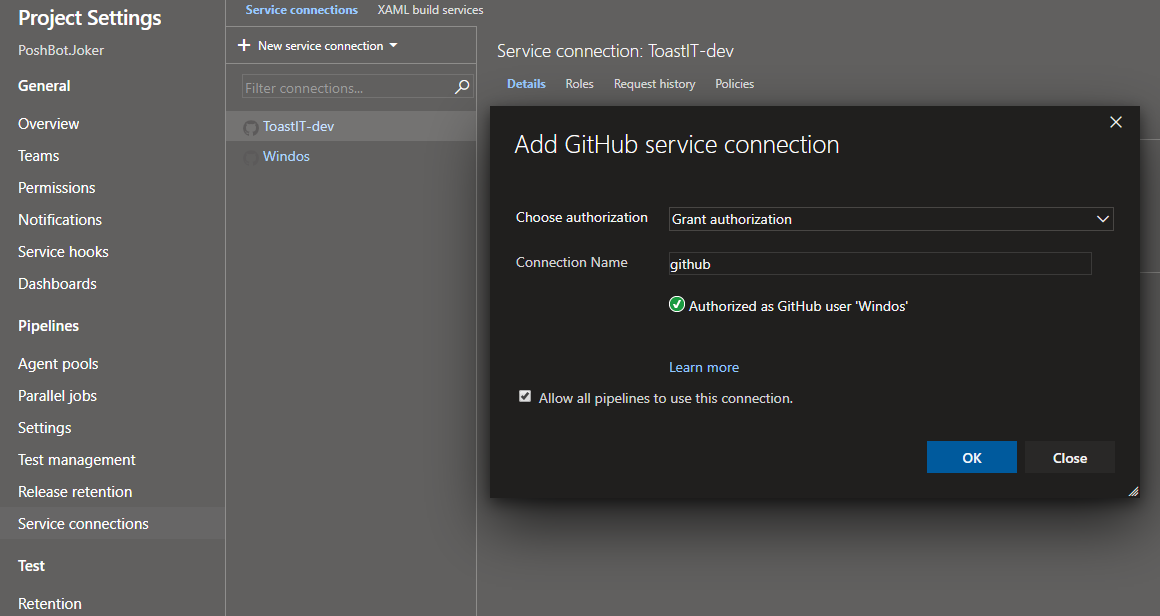 Project Settings
PoshBot.Joker
General
Overview
Teams
Permissions
Notifications
Service hooks
Dashboards
Pipelines
Agent pools
Parallel jobs
Settings
Test management
Release retention
Service connections
Test
Retention
Service connections XAML build services
+ New service connection
Filter connections...
ToastIT-dev
Windos
Service connection: ToastIT-dev
Details Roles Request history Policies
Add GitHub service connection
Choose authorization Grant authorization
Connection Name github
Authorized as GitHub user 'Windos'
Learn more
Allow all pipelines to use this connection.
OK Close